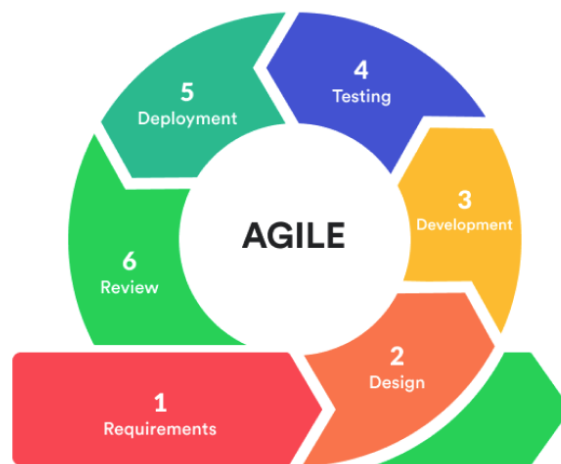 AGILE
1
Requirements
2
Design
3
Development
4
Testing
5
Deployment
6
Review